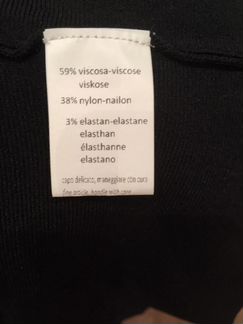 59% viscosa-viscose
viskose
38% nylon-nailon
3% elastan-elastane
elasthan
élasthanne
elastano
capo delicato, maneggiare con cura
fine article, handle with care